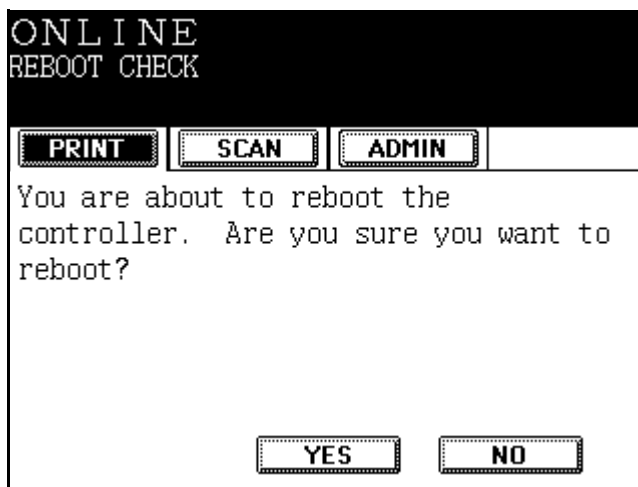 ONLINE
REBOOT CHECK
PRINT SCAN ADMIN
You are about to reboot the
controller. Are you sure you want to
reboot?
YES NO